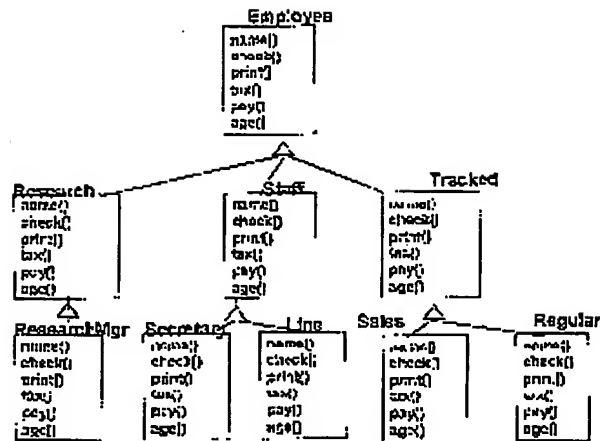 Employee
name()
check()
print()
tax()
pay()
age()
Research
name()
check()
print()
tax()
pay()
age()
Staff
name()
check()
print()
tax()
pay()
age()
Tracked
name()
check()
print()
tax()
pay()
age()
ResearchMgr
name()
check()
print()
tax()
pay()
age()
Secretary
name()
check()
print()
tax()
pay()
age()
Line
name()
check()
print()
tax()
pay()
age()
Sales
name()
check()
print()
tax()
pay()
age()
Regular
name()
check()
print()
tax()
pay()
age()